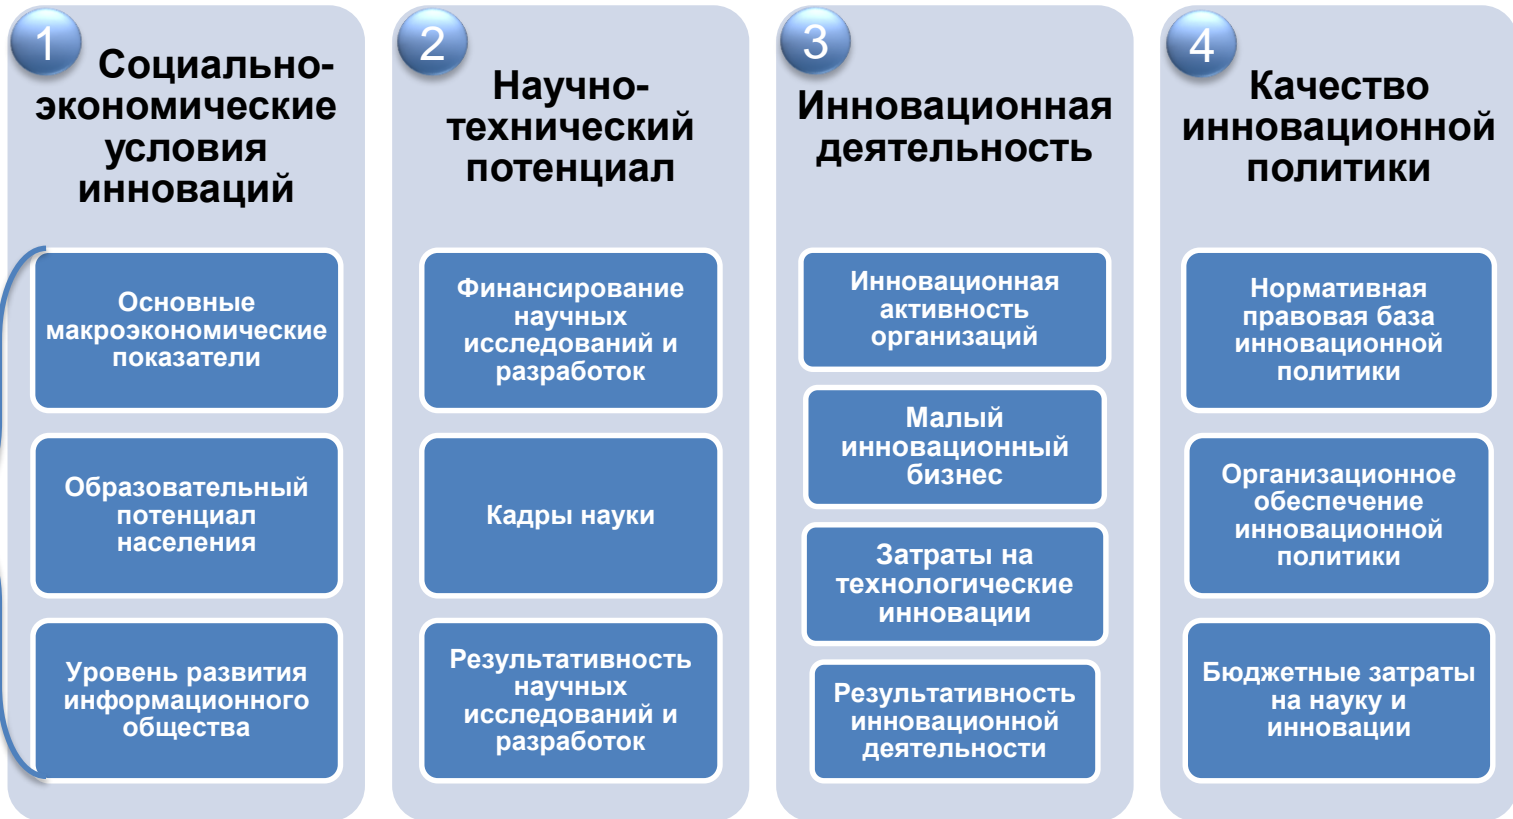 1
Социально-
экономические
условия
инноваций
Основные
макроэкономические
показатели
Образовательный
потенциал
населения
Уровень развития
информационного
общества
2
Научно-
технический
потенциал
Финансирование
научных
исследований и
разработок
Кадры науки
Результативность
научных
исследований и
разработок
3
Инновационная
деятельность
Инновационная
активность
организаций
Малый
инновационный
бизнес
Затраты на
технологические
инновации
Результативность
инновационной
деятельности
4
Качество
инновационной
политики
Нормативная
правовая база
инновационной
политики
Организационное
обеспечение
инновационной
политики
Бюджетные затраты
на науку и
инновации